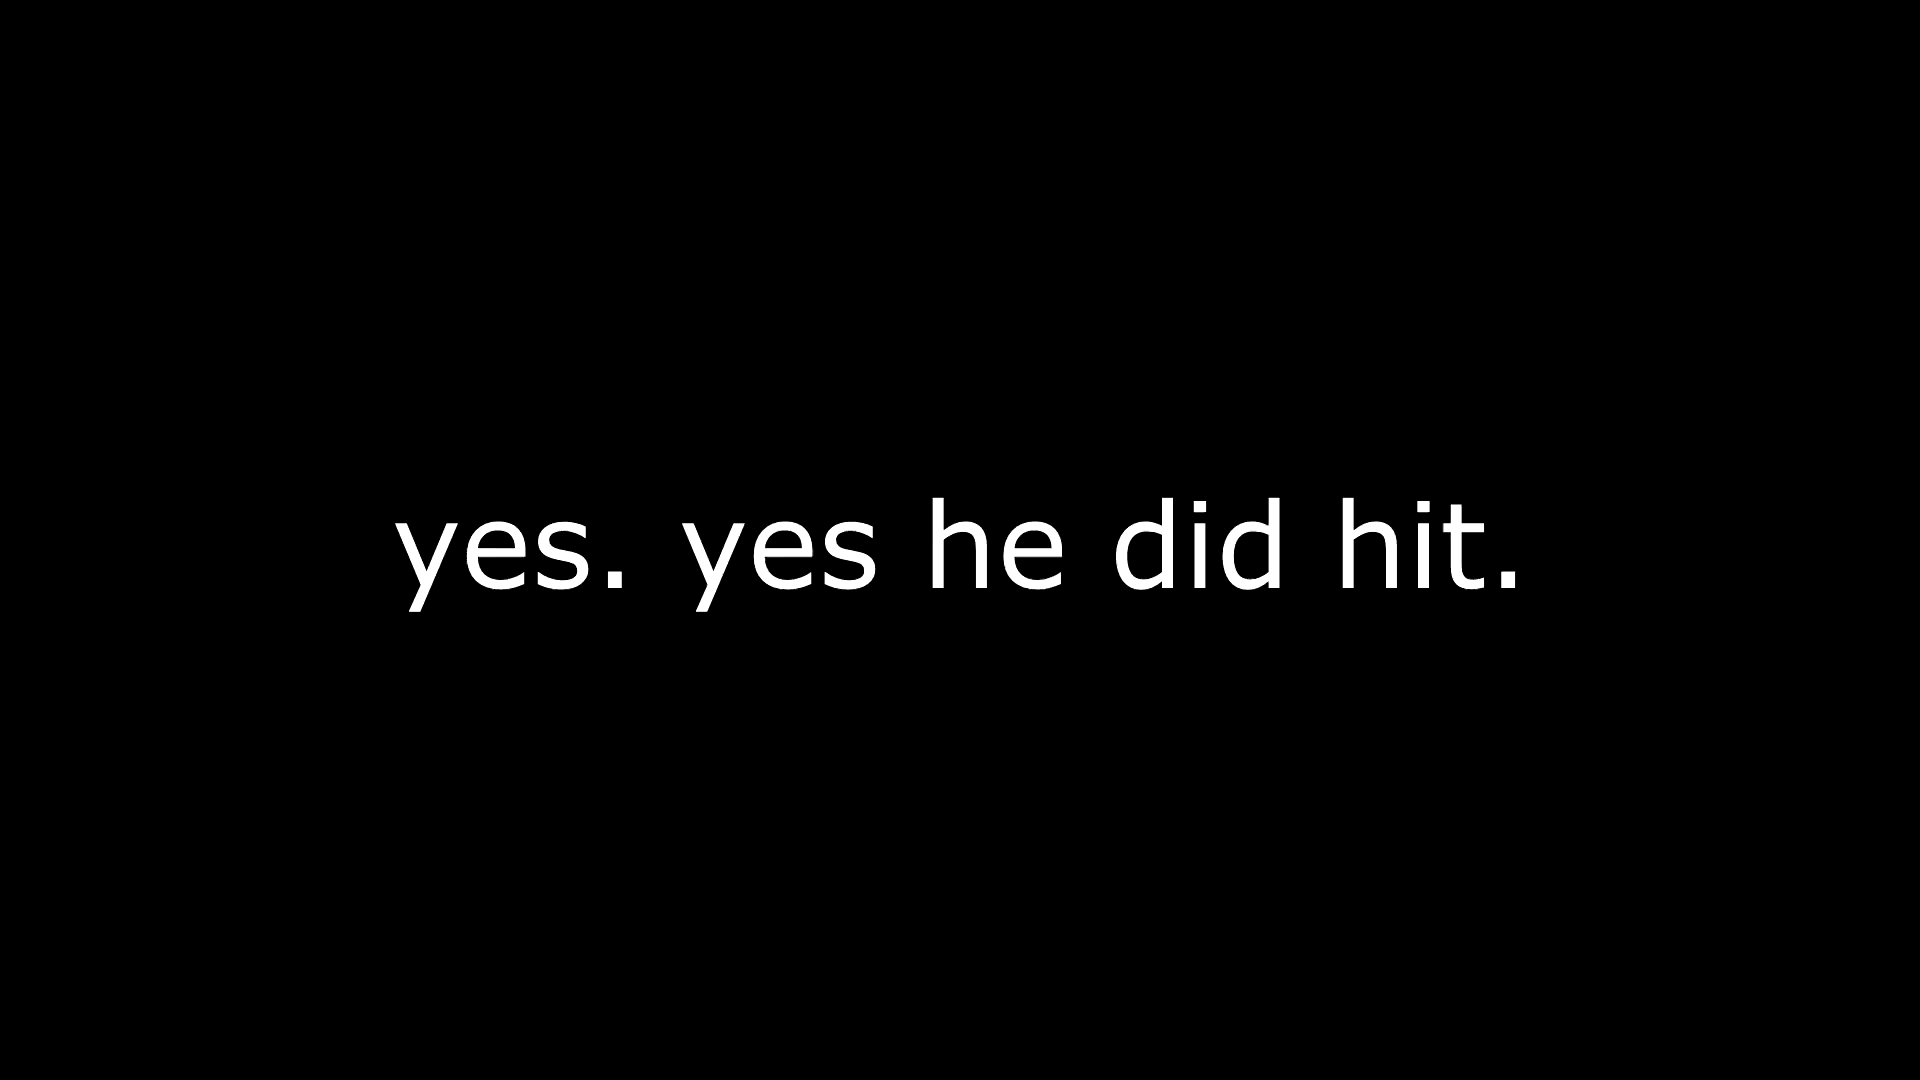 yes. yes he did hit.